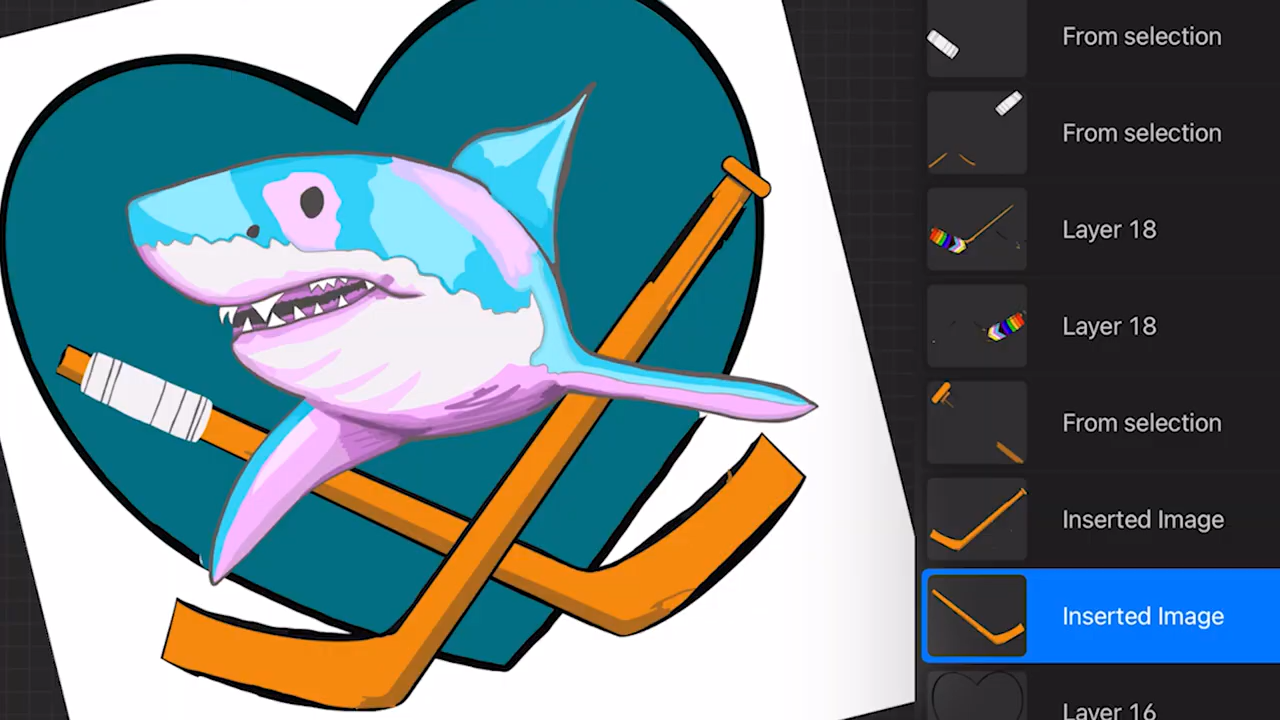 From selection
From selection
Layer 18
Layer 18
From selection
Inserted Image
Inserted Image
Layer 16